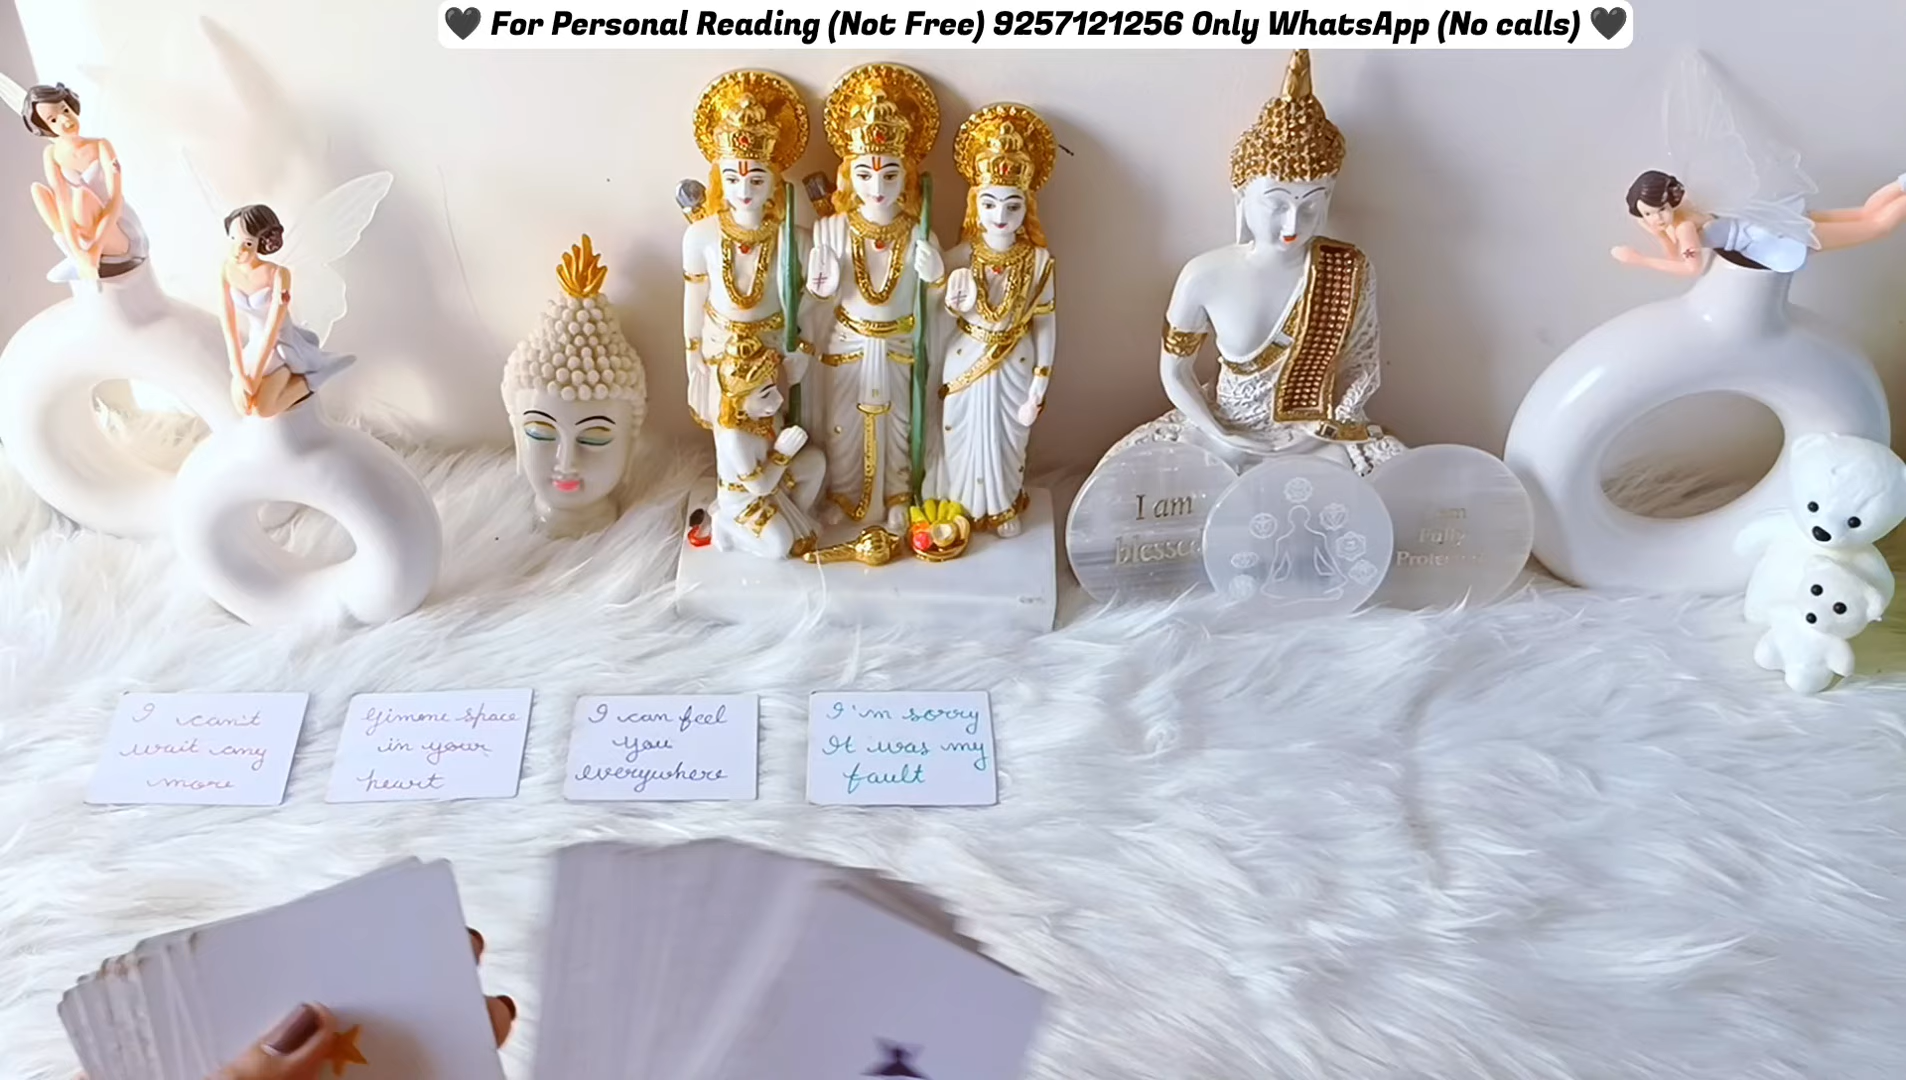 🖤 For Personal Reading (Not Free) 9257121256 Only WhatsApp (No calls) 🖤
I am
blessed
Fully
I can't
wait any
more
Gimme space
in your
heart
I can feel
you
everywhere
I'm sorry
It was my
fault